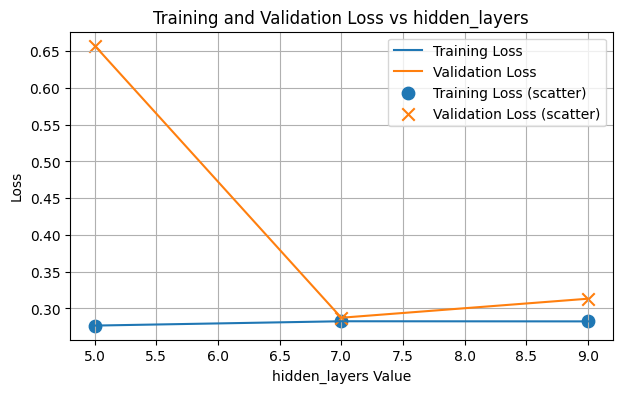 Training and Validation Loss vs hidden_layers
Training Loss
Validation Loss
Training Loss (scatter)
Validation Loss (scatter)
Loss
0.65
0.60
0.55
0.50
0.45
0.40
0.35
0.30
5.0 5.5 6.0 6.5 7.0 7.5 8.0 8.5 9.0
hidden_layers Value